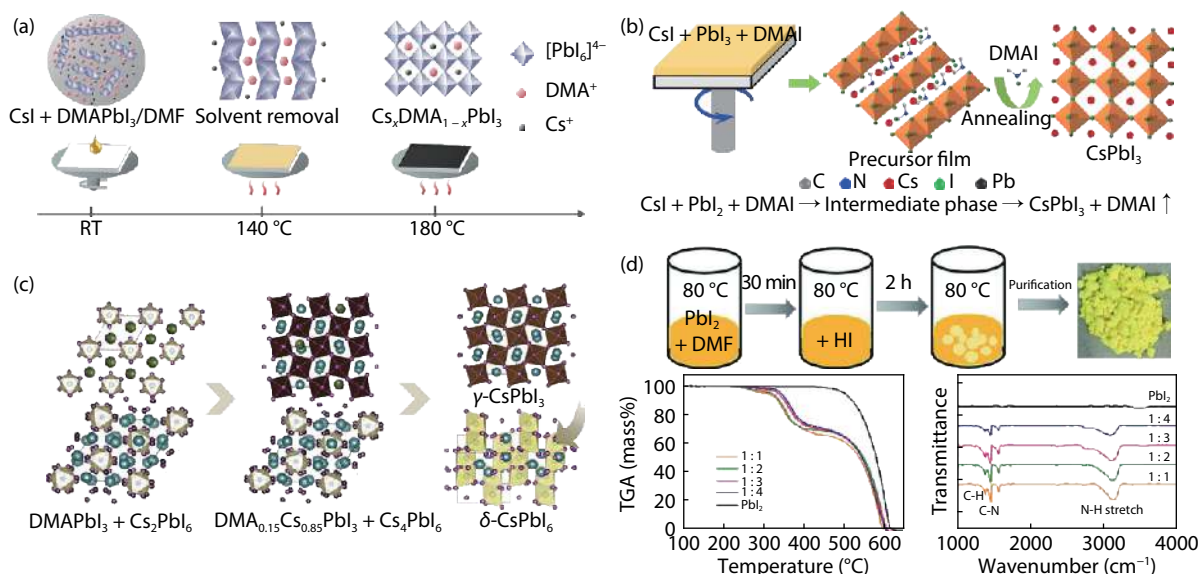 (a)
[PbI₆]⁴⁻
DMA⁺
Cs⁺
CsI + DMAPbI₃/DMF
Solvent removal
CsₓDMA₁₋ₓPbI₃
RT
140 °C
180 °C
(b)
CsI + PbI₃ + DMAI
DMAI
Annealing
Precursor film
CsPbI₃
C N Cs I Pb
CsI + PbI₂ + DMAI → Intermediate phase → CsPbI₃ + DMAI ↑
(c)
γ-CsPbI₃
DMAPbI₃ + Cs₂PbI₆
DMA₀.₁₅Cs₀.₈₅PbI₃ + Cs₄PbI₆
δ-CsPbI₆
(d)
80 °C
PbI₂
+ DMF
30 min
80 °C
+ HI
2 h
80 °C
Purification
TGA (mass%)
100
80
60
40
20
0
1 : 1
1 : 2
1 : 3
1 : 4
PbI₂
100 200 300 400 500 600
Temperature (°C)
Transmittance
PbI₂
1 : 4
1 : 3
1 : 2
1 : 1
C-H
C-N
N-H stretch
1000 2000 3000 4000
Wavenumber (cm⁻¹)